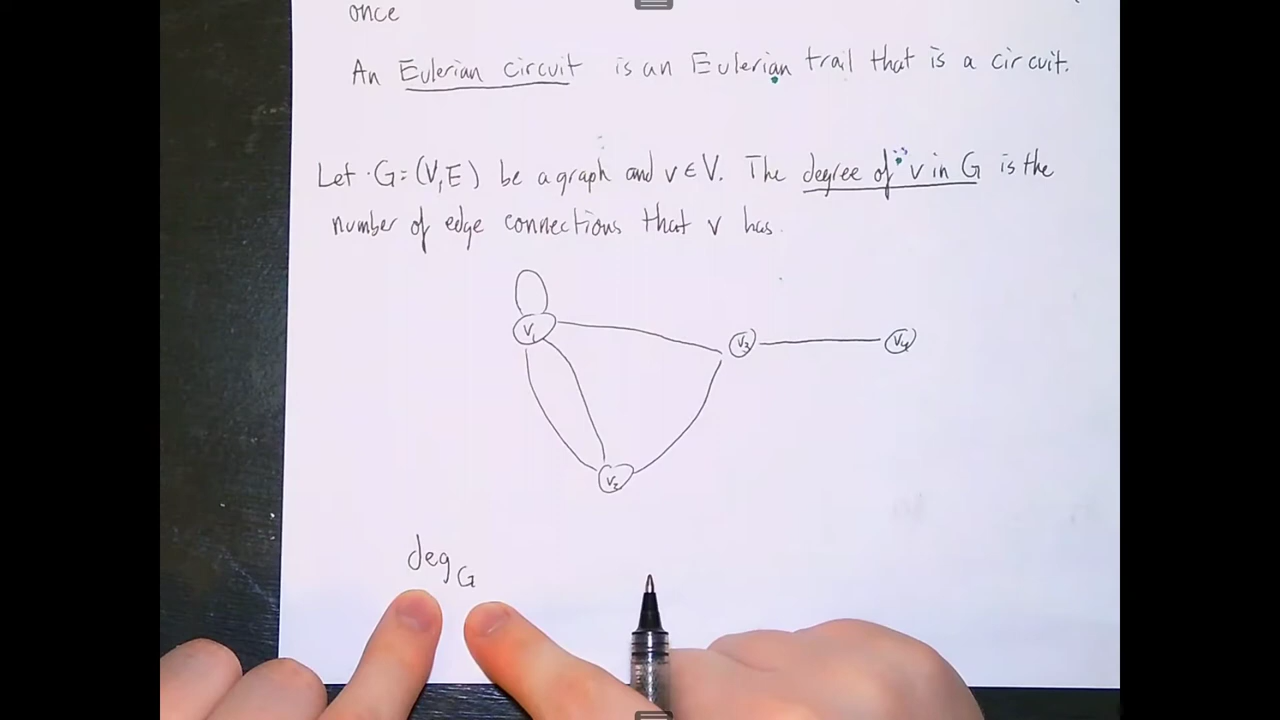 once
An Eulerian circuit is an Eulerian trail that is a circuit.
Let G=(V,E) be a graph and v ∈ V. The degree of v in G is the
number of edge connections that v has.
v₁
v₃
v₄
v₂
deg_G